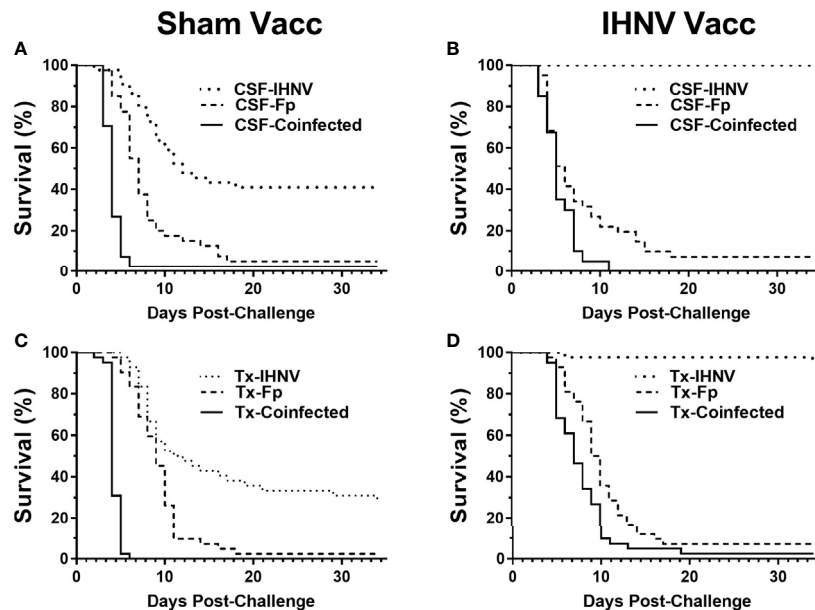 Sham Vacc
IHNV Vacc
A
100
80
60
40
20
0
Survival (%)
CSF-IHNV
CSF-Fp
CSF-Coinfected
0 10 20 30
Days Post-Challenge
B
100
80
60
40
20
0
Survival (%)
CSF-IHNV
CSF-Fp
CSF-Coinfected
0 10 20 30
Days Post-Challenge
C
100
80
60
40
20
0
Survival (%)
Tx-IHNV
Tx-Fp
Tx-Coinfected
0 10 20 30
Days Post-Challenge
D
100
80
60
40
20
0
Survival (%)
Tx-IHNV
Tx-Fp
Tx-Coinfected
0 10 20 30
Days Post-Challenge